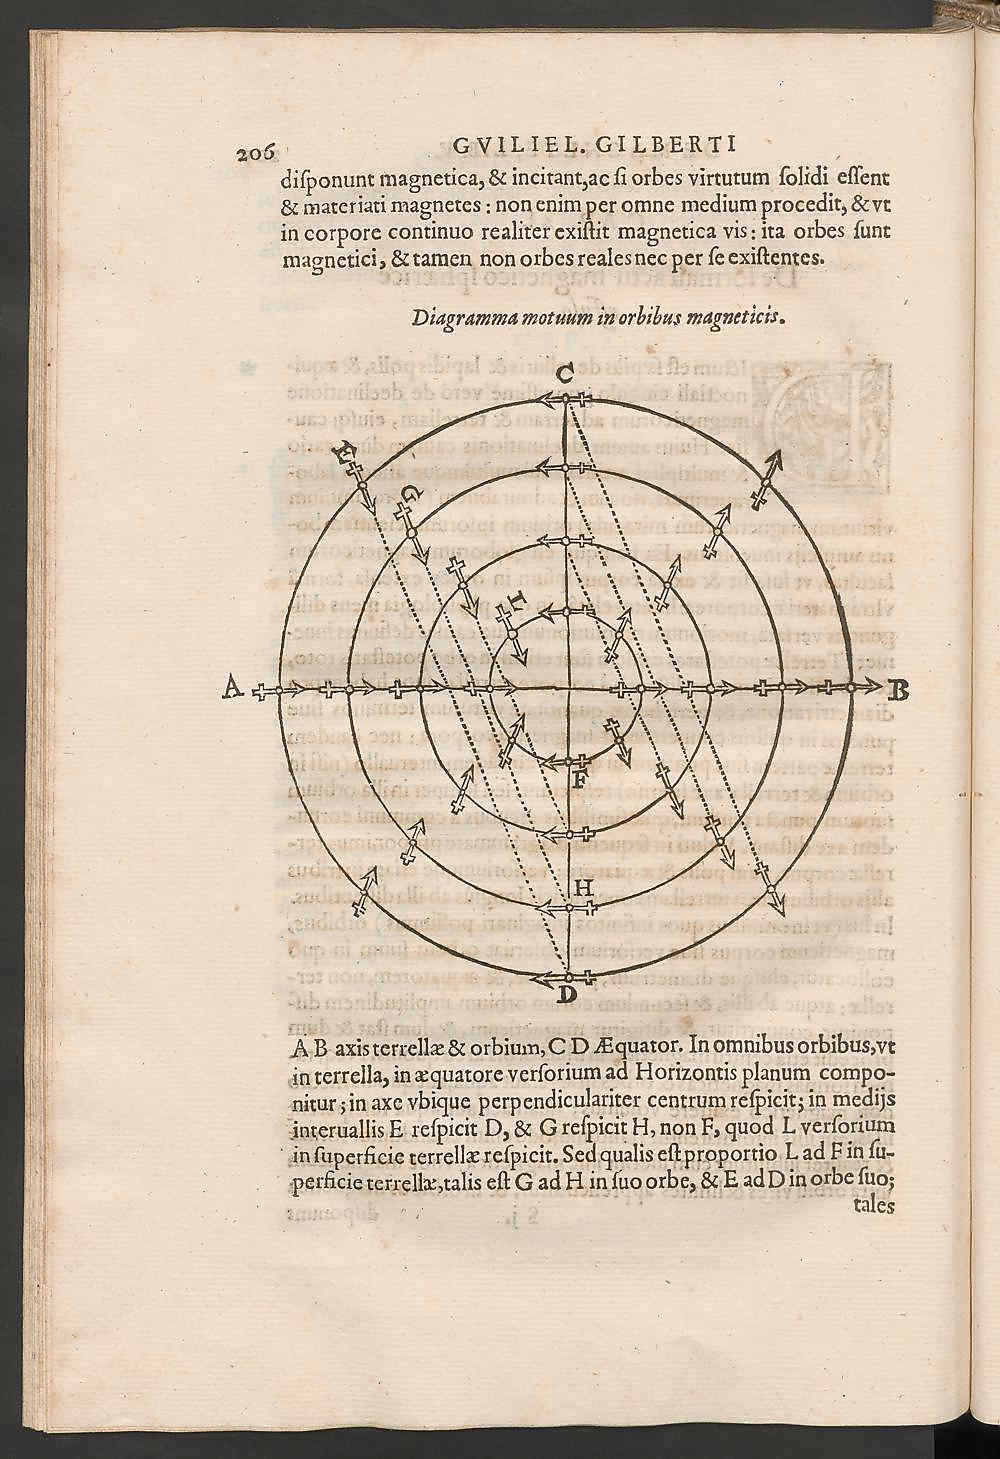 206
GVILIEL. GILBERTI
diſponunt magnetica, & incitant, ac ſi orbes virtutum ſolidi eſſent
& materiati magnetes: non enim per omne medium procedit, & vt
in corpore continuo realiter exiſtit magnetica vis: ita orbes ſunt
magnetici, & tamen non orbes reales nec per ſe exiſtentes.
Diagramma motuum in orbibus magneticis.
C
E
G
L
A
B
F
H
D
A B axis terrellæ & orbium, C D Æquator. In omnibus orbibus, vt
in terrella, in æquatore verſorium ad Horizontis planum compo-
nitur; in axe vbique perpendiculariter centrum reſpicit; in medijs
interuallis E reſpicit D, & G reſpicit H, non F, quod L verſorium
in ſuperficie terrellæ reſpicit. Sed qualis eſt proportio L ad F in ſu-
perficie terrellæ, talis eſt G ad H in ſuo orbe, & E ad D in orbe ſuo;
tales